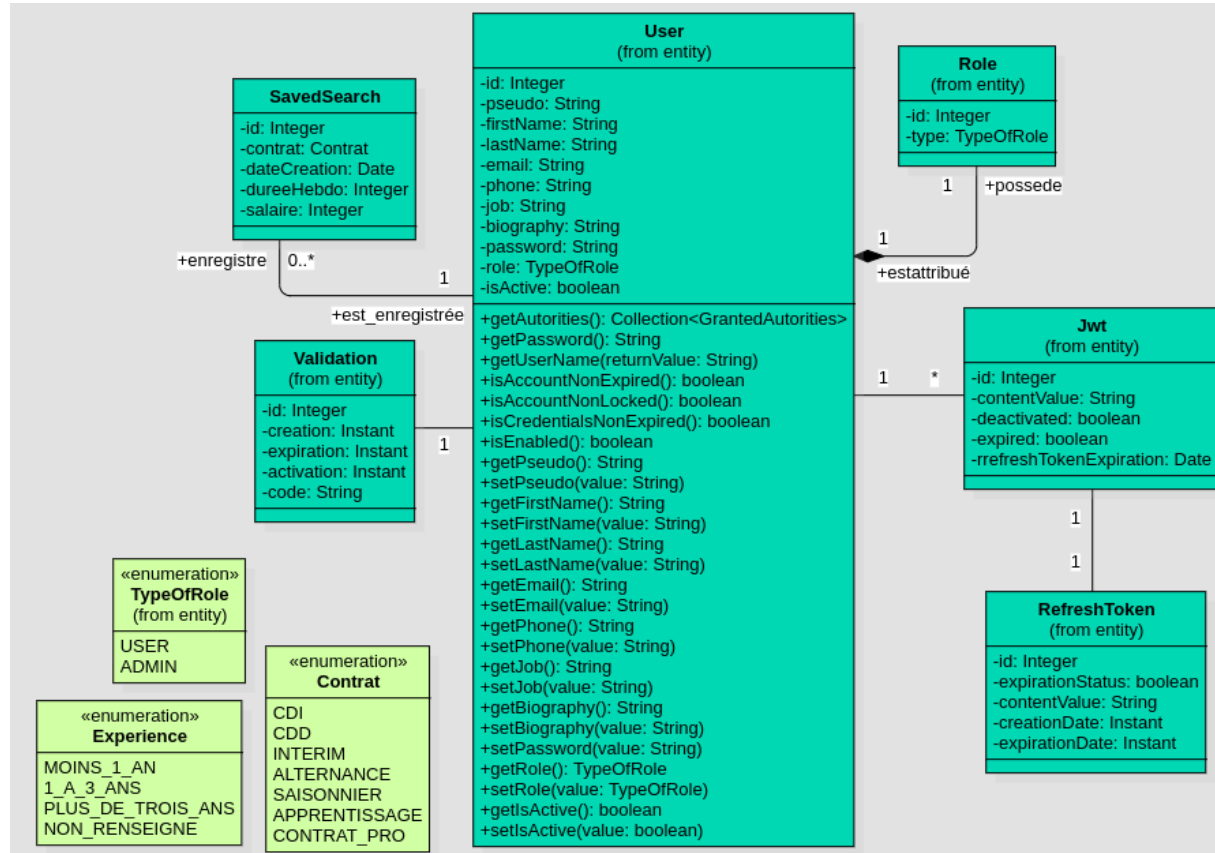 User
(from entity)
-id: Integer
-pseudo: String
-firstName: String
-lastName: String
-email: String
-phone: String
-job: String
-biography: String
-password: String
-role: TypeOfRole
-isActive: boolean
+getAutorities(): Collection<GrantedAutorities>
+getPassword(): String
+getUserName(returnValue: String)
+isAccountNonExpired(): boolean
+isAccountNonLocked(): boolean
+isCredentialsNonExpired(): boolean
+isEnabled(): boolean
+getPseudo(): String
+setPseudo(value: String)
+getFirstName(): String
+setFirstName(value: String)
+getLastName(): String
+setLastName(value: String)
+getEmail(): String
+setEmail(value: String)
+getPhone(): String
+setPhone(value: String)
+getJob(): String
+setJob(value: String)
+getBiography(): String
+setBiography(value: String)
+setPassword(value: String)
+getRole(): TypeOfRole
+setRole(value: TypeOfRole)
+getIsActive(): boolean
+setIsActive(value: boolean)
SavedSearch
-id: Integer
-contrat: Contrat
-dateCreation: Date
-dureeHebdo: Integer
-salaire: Integer
+enregistre
0..*
1
+est_enregistrée
Validation
(from entity)
-id: Integer
-creation: Instant
-expiration: Instant
-activation: Instant
-code: String
1
Role
(from entity)
-id: Integer
-type: TypeOfRole
1
+possede
1
+estattribué
Jwt
(from entity)
-id: Integer
-contentValue: String
-deactivated: boolean
-expired: boolean
-rrefreshTokenExpiration: Date
1
*
1
1
RefreshToken
(from entity)
-id: Integer
-expirationStatus: boolean
-contentValue: String
-creationDate: Instant
-expirationDate: Instant
«enumeration»
TypeOfRole
(from entity)
USER
ADMIN
«enumeration»
Experience
MOINS_1_AN
1_A_3_ANS
PLUS_DE_TROIS_ANS
NON_RENSEIGNE
«enumeration»
Contrat
CDI
CDD
INTERIM
ALTERNANCE
SAISONNIER
APPRENTISSAGE
CONTRAT_PRO